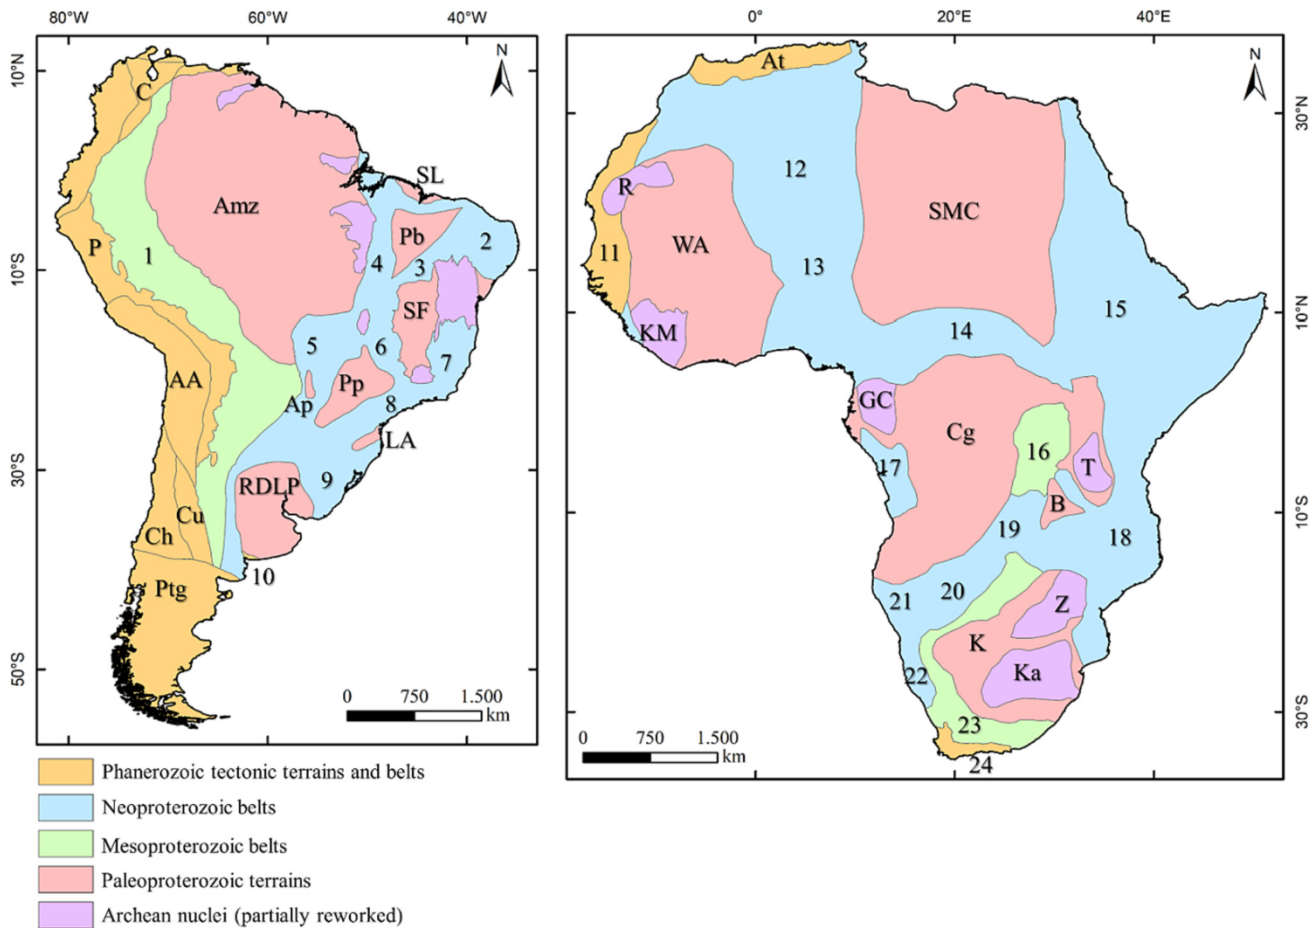 80°W 60°W 40°W
0° 20°E 40°E
N
N
10°N
10°S
30°S
50°S
30°N
10°N
10°S
30°S
C
SL
Amz
P
1
Pb
2
4
3
SF
5
6
7
AA
Pp
Ap
8
LA
RDLP
9
Cu
Ch
10
Ptg
0 750 1.500
km
At
12
R
SMC
WA
11
13
15
KM
14
GC
Cg
17
16
T
B
19
18
21
20
Z
K
22
Ka
23
24
0 750 1.500
km
Phanerozoic tectonic terrains and belts
Neoproterozoic belts
Mesoproterozoic belts
Paleoproterozoic terrains
Archean nuclei (partially reworked)